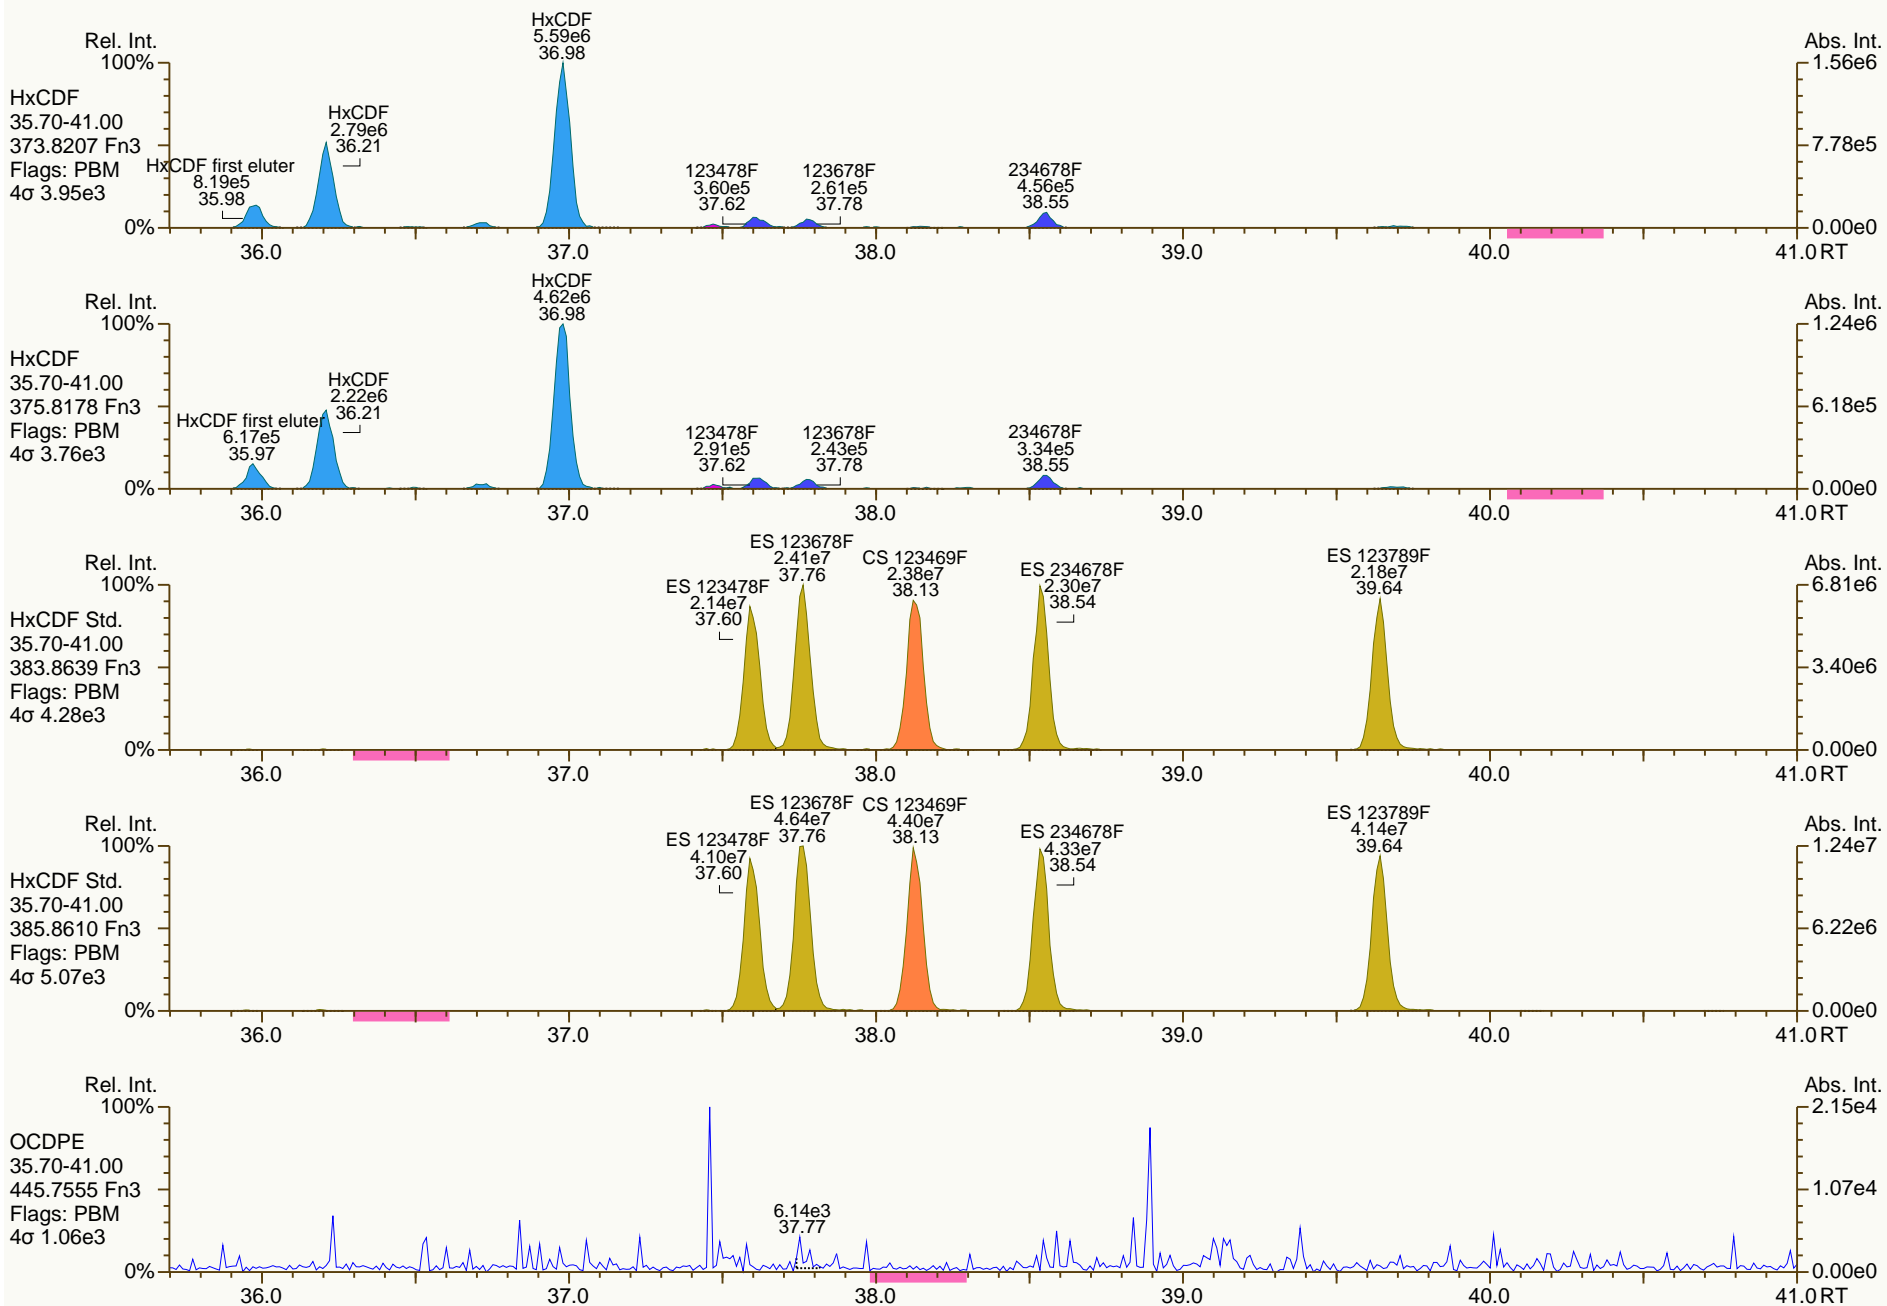 HxCDF
5.59e6
36.98
Rel. Int.
Abs. Int.
100%
1.56e6
HxCDF
35.70-41.00
373.8207 Fn3
Flags: PBM
4σ 3.95e3
HxCDF
2.79e6
36.21
HxCDF first eluter
8.19e5
35.98
123478F
3.60e5
37.62
123678F
2.61e5
37.78
234678F
4.56e5
38.55
7.78e5
0%
0.00e0
36.0 37.0 38.0 39.0 40.0 41.0 RT
HxCDF
4.62e6
36.98
Rel. Int.
Abs. Int.
100%
1.24e6
HxCDF
35.70-41.00
375.8178 Fn3
Flags: PBM
4σ 3.76e3
HxCDF
2.22e6
36.21
HxCDF first eluter
6.17e5
35.97
123478F
2.91e5
37.62
123678F
2.43e5
37.78
234678F
3.34e5
38.55
6.18e5
0%
0.00e0
36.0 37.0 38.0 39.0 40.0 41.0 RT
Rel. Int.
Abs. Int.
100%
6.81e6
HxCDF Std.
35.70-41.00
383.8639 Fn3
Flags: PBM
4σ 4.28e3
ES 123478F
2.14e7
37.60
ES 123678F
2.41e7
37.76
CS 123469F
2.38e7
38.13
ES 234678F
2.30e7
38.54
ES 123789F
2.18e7
39.64
3.40e6
0%
0.00e0
36.0 37.0 38.0 39.0 40.0 41.0 RT
Rel. Int.
Abs. Int.
100%
1.24e7
HxCDF Std.
35.70-41.00
385.8610 Fn3
Flags: PBM
4σ 5.07e3
ES 123478F
4.10e7
37.60
ES 123678F
4.64e7
37.76
CS 123469F
4.40e7
38.13
ES 234678F
4.33e7
38.54
ES 123789F
4.14e7
39.64
6.22e6
0%
0.00e0
36.0 37.0 38.0 39.0 40.0 41.0 RT
Rel. Int.
Abs. Int.
100%
2.15e4
OCDPE
35.70-41.00
445.7555 Fn3
Flags: PBM
4σ 1.06e3
6.14e3
37.77
1.07e4
0%
0.00e0
36.0 37.0 38.0 39.0 40.0 41.0 RT